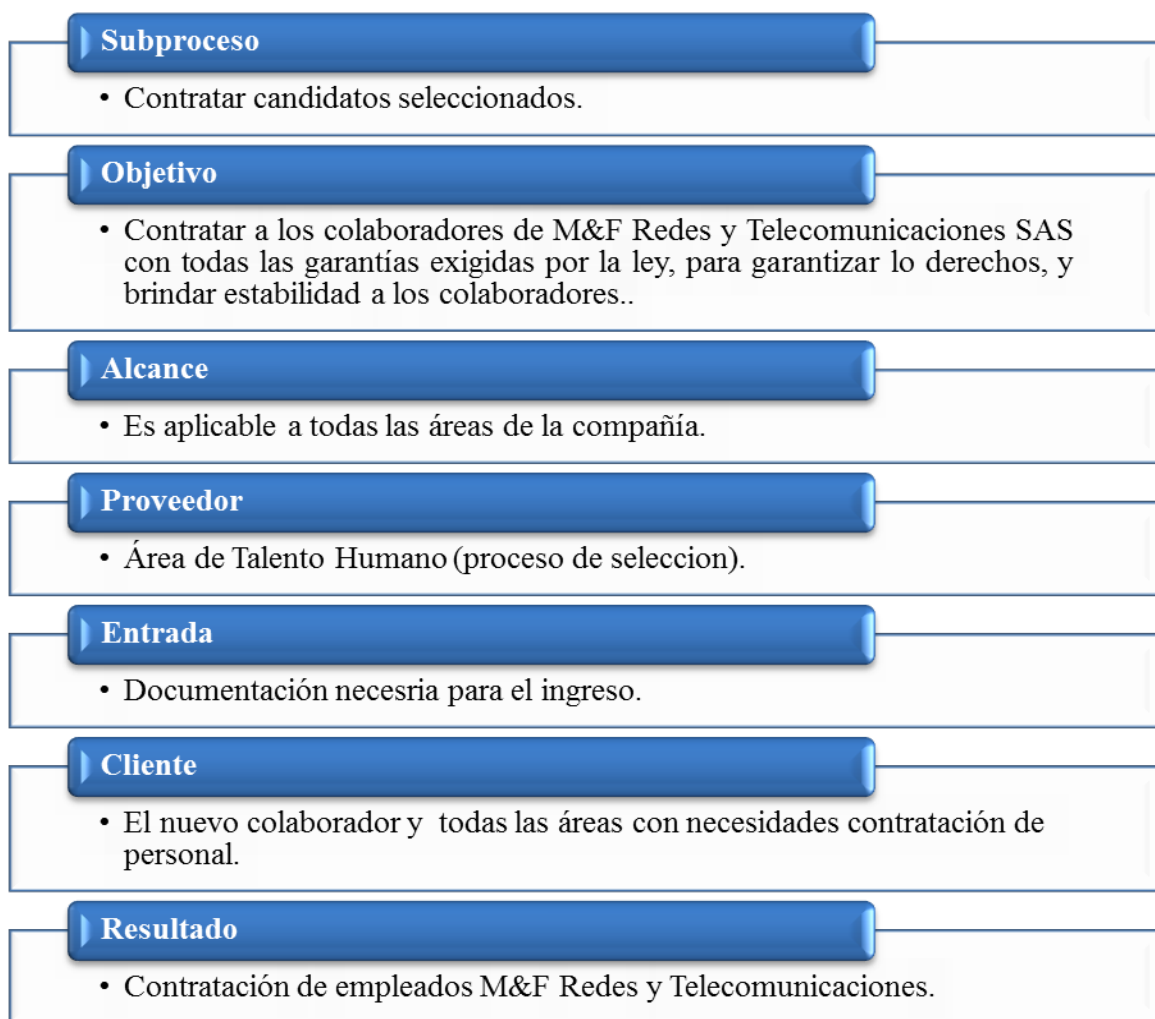 Subproceso
• Contratar candidatos seleccionados.
Objetivo
• Contratar a los colaboradores de M&F Redes y Telecomunicaciones SAS
con todas las garantías exigidas por la ley, para garantizar lo derechos, y
brindar estabilidad a los colaboradores..
Alcance
• Es aplicable a todas las áreas de la compañía.
Proveedor
• Área de Talento Humano (proceso de seleccion).
Entrada
• Documentación necesria para el ingreso.
Cliente
• El nuevo colaborador y todas las áreas con necesidades contratación de
personal.
Resultado
• Contratación de empleados M&F Redes y Telecomunicaciones.